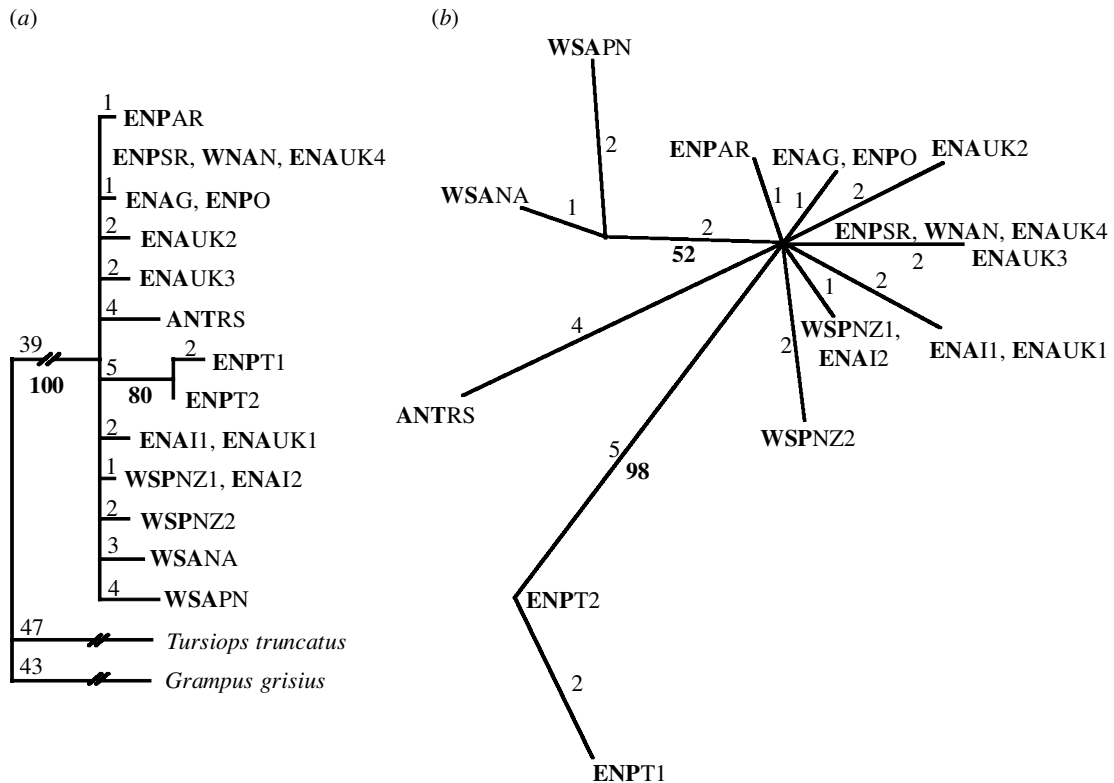 (a)
1
ENPAR
ENPSR, WNAN, ENAUK4
1
ENAG, ENPO
2
ENAUK2
2
ENAUK3
4
ANTRS
39
100
5
80
2
ENPT1
ENPT2
2
ENAI1, ENAUK1
1
WSPNZ1, ENAI2
2
WSPNZ2
3
WSANA
4
WSAPN
47
Tursiops truncatus
43
Grampus grisius
(b)
WSAPN
2
WSANA
1
2
52
ENPAR
1
ENAG, ENPO
1
ENAUK2
2
ENPSR, WNAN, ENAUK4
2
ENAUK3
2
ENAI1, ENAUK1
1
WSPNZ1,
ENAI2
2
WSPNZ2
4
ANTRS
5
98
ENPT2
2
ENPT1